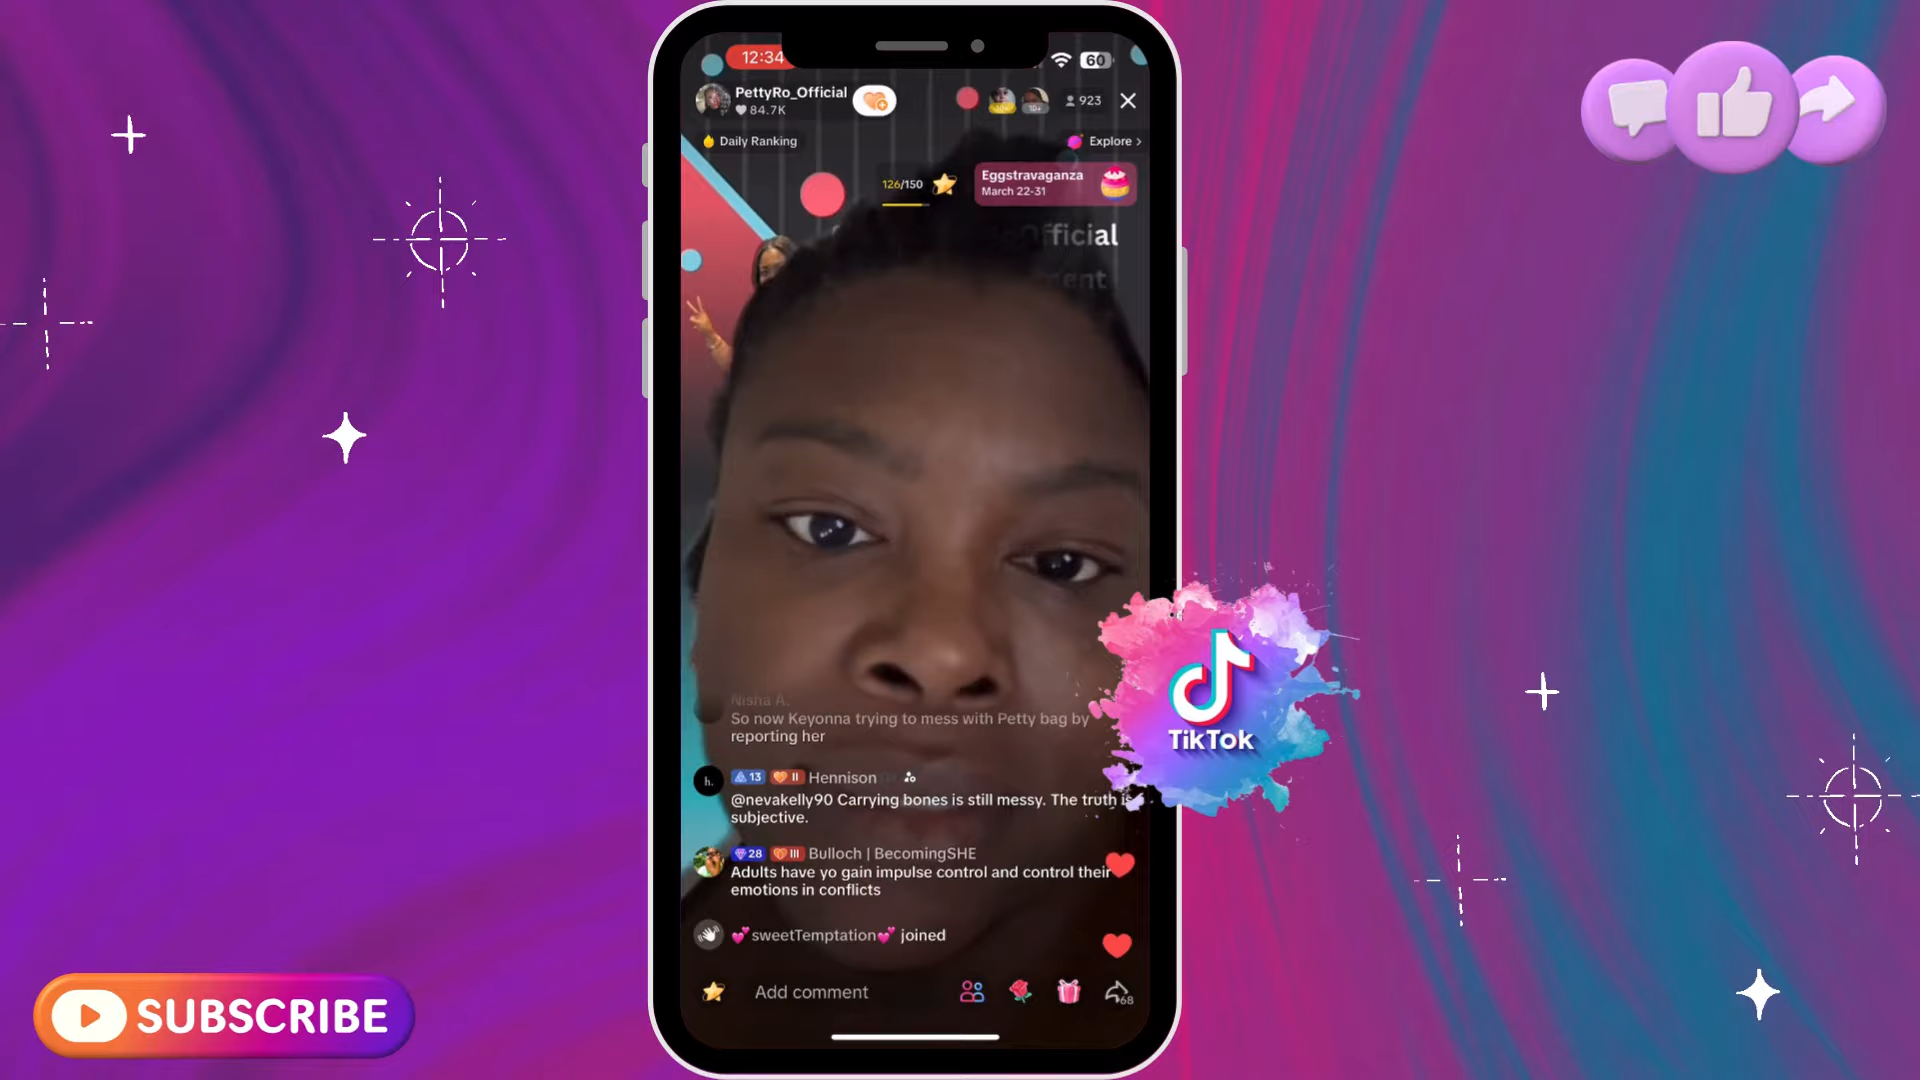 12:34
60
PettyRo_Official
84.7K
923
Daily Ranking
Explore >
126/150
Eggstravaganza
March 22-31
Official
Nisha A.
So now Keyonna trying to mess with Petty bag by
reporting her
h.
13 II Hennison
@nevakelly90 Carrying bones is still messy. The truth is
subjective.
28 III Bulloch | BecomingSHE
Adults have yo gain impulse control and control their
emotions in conflicts
sweetTemptation joined
Add comment
68
TikTok
SUBSCRIBE